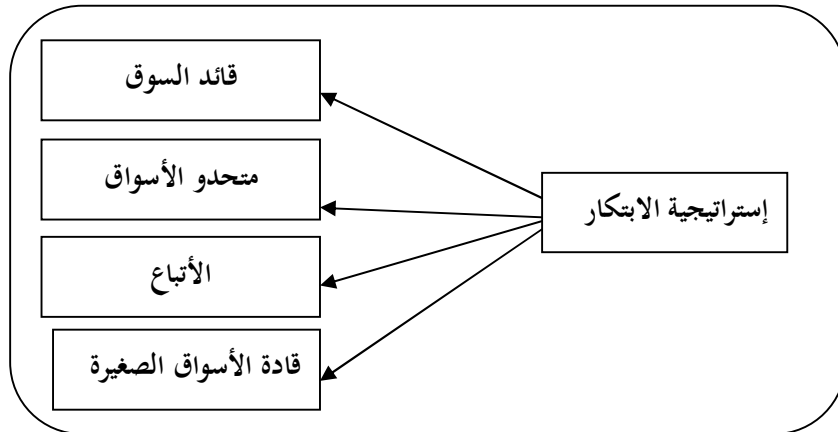 قائد السوق
متحدو الأسواق
إستراتيجية الابتكار
الأتباع
قادة الأسواق الصغيرة